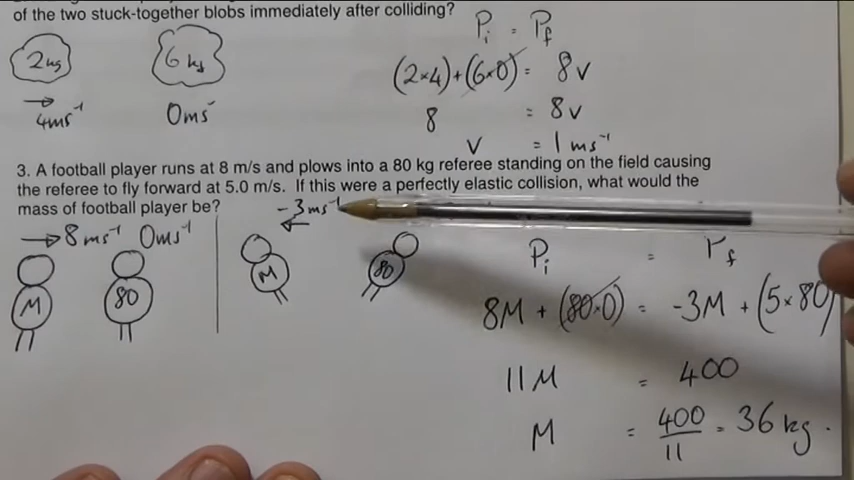 of the two stuck-together blobs immediately after colliding?
Pi = Pf
2kg 6 kg
(2×4)+(6×0) = 8v
4ms⁻¹ 0ms⁻
8 = 8v
v = 1 ms⁻¹
3. A football player runs at 8 m/s and plows into a 80 kg referee standing on the field causing
the referee to fly forward at 5.0 m/s. If this were a perfectly elastic collision, what would the
mass of football player be?
-3ms⁻¹
8ms⁻¹ 0ms⁻¹
Pi = Pf
M 80 M 80
8M + (80×0) = -3M + (5×80)
11M = 400
M = 400/11 = 36 kg.